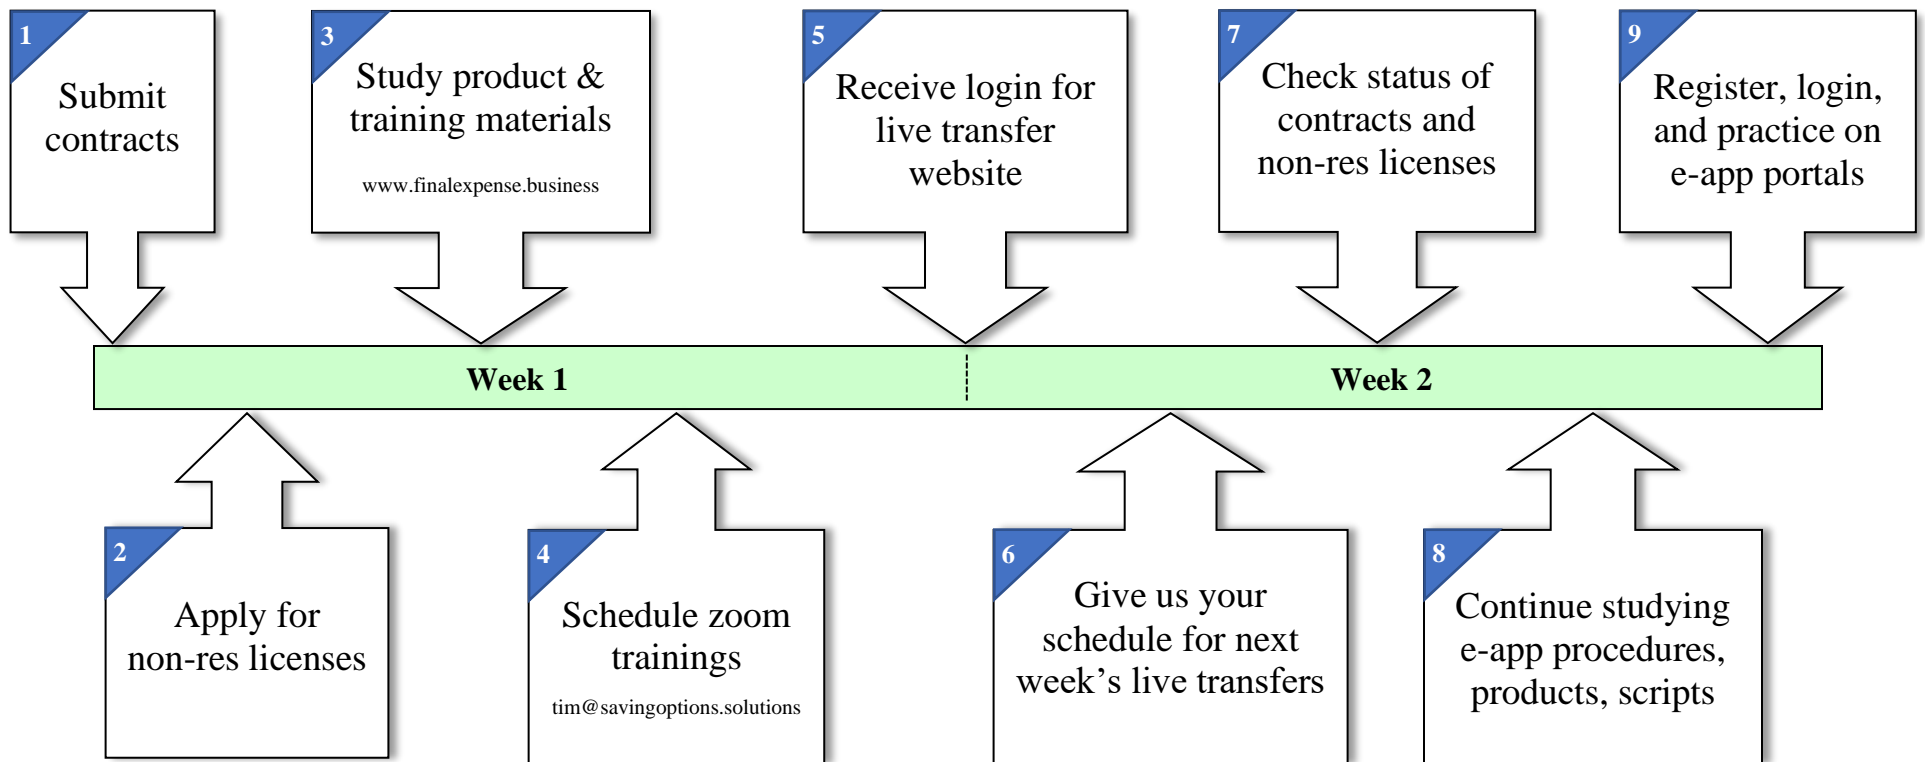 1
Submit
contracts
2
Apply for
non-res licenses
3
Study product &
training materials
www.finalexpense.business
4
Schedule zoom
trainings
tim@savingoptions.solutions
5
Receive login for
live transfer
website
6
Give us your
schedule for next
week’s live transfers
7
Check status of
contracts and
non-res licenses
8
Continue studying
e-app procedures,
products, scripts
9
Register, login,
and practice on
e-app portals
Week 1
Week 2